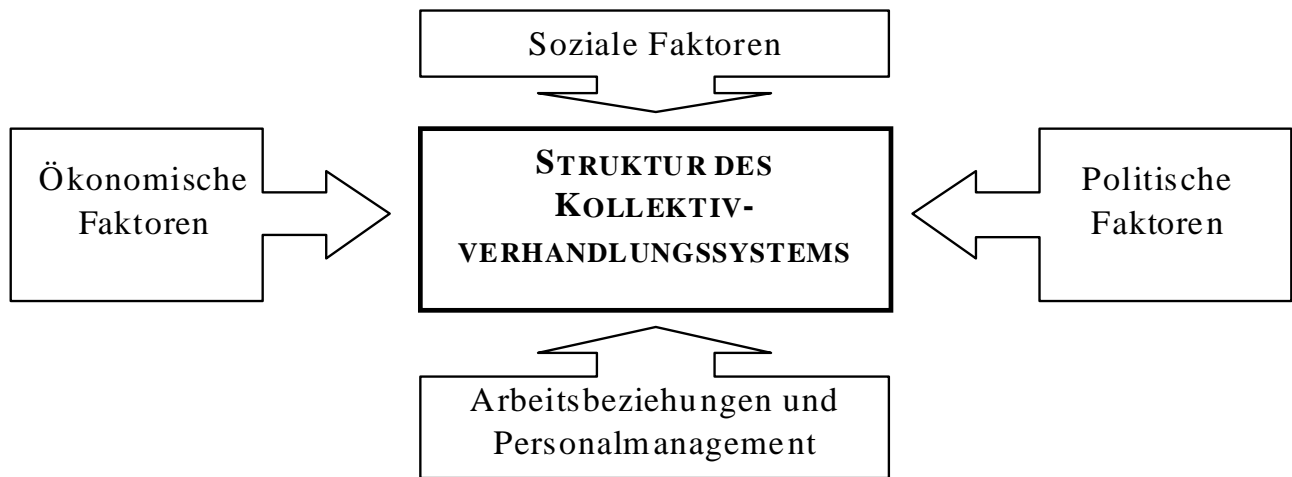 Soziale Faktoren
Ökonomische
Faktoren
STRUKTUR DES
KOLLEKTIV-
VERHANDLUNGSSYSTEMS
Politische
Faktoren
Arbeitsbeziehungen und
Personalmanagement